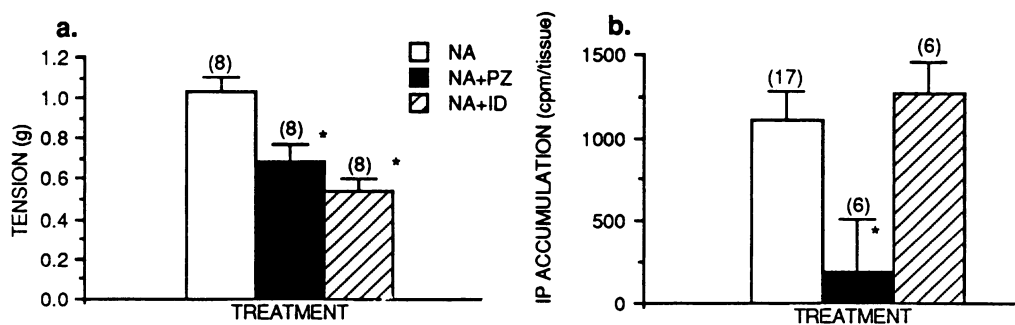 a.
TENSION (g)
1.2
1.0
0.8
0.6
0.4
0.2
0.0
(8)
(8)
*
(8)
*
TREATMENT
NA
NA+PZ
NA+ID
b.
IP ACCUMULATION (cpm/tissue)
1500
1000
500
0
(17)
(6)
*
(6)
TREATMENT